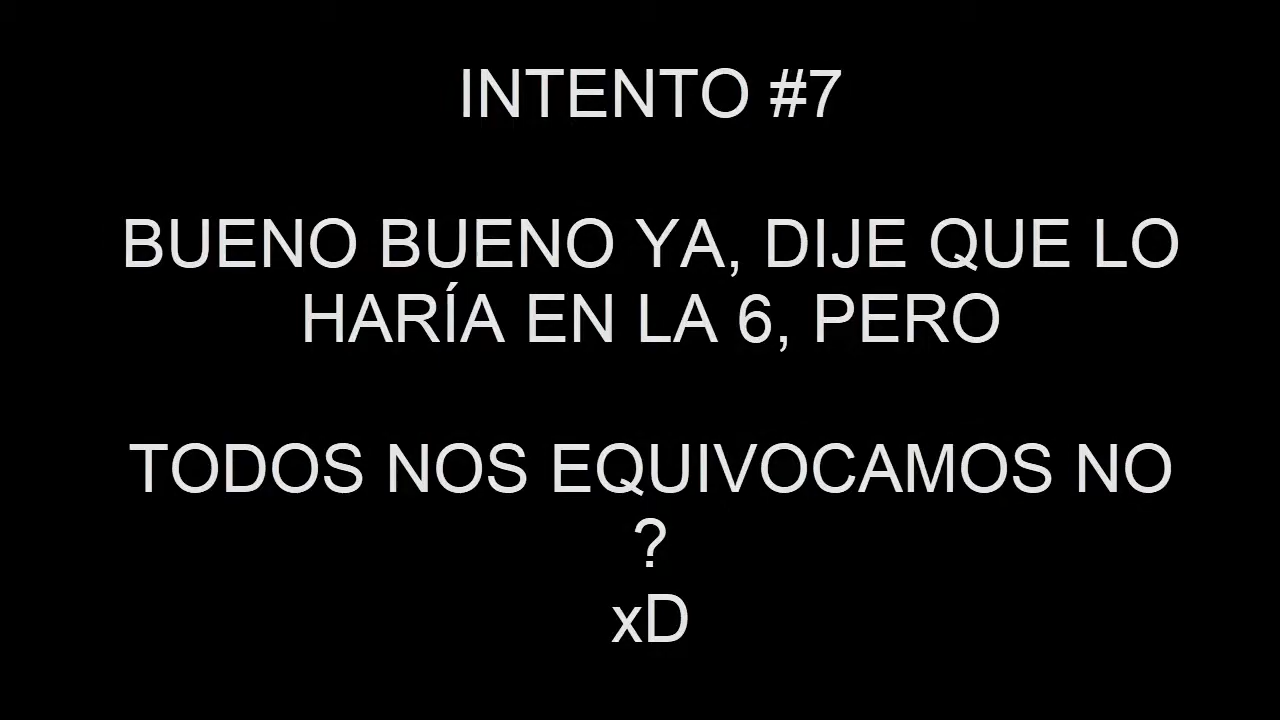 INTENTO #7
BUENO BUENO YA, DIJE QUE LO
HARÍA EN LA 6, PERO
TODOS NOS EQUIVOCAMOS NO
?
xD